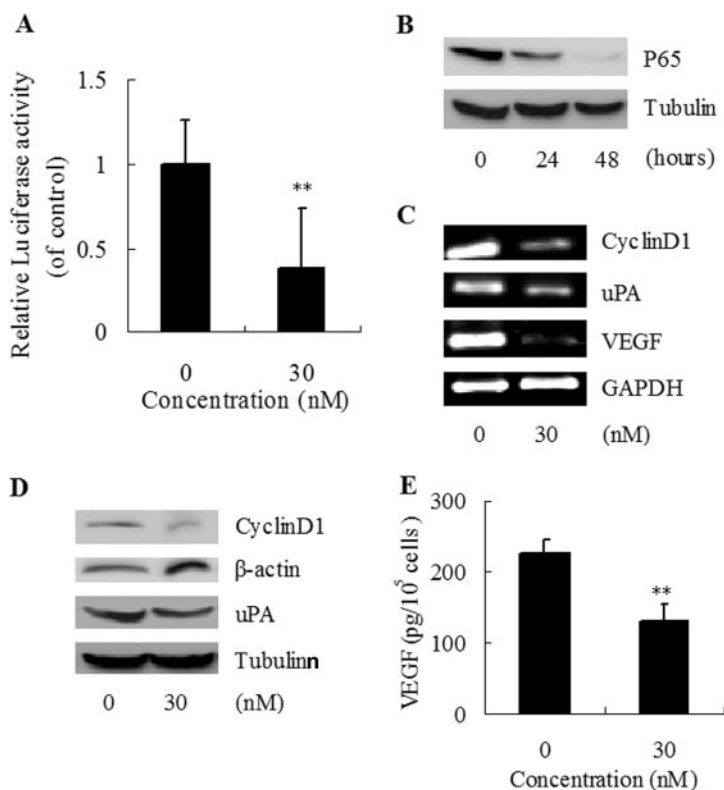 A
Relative Luciferase activity
(of control)
1.5
1
0.5
0
0 30
Concentration (nM)
**
B
P65
Tubulin
0 24 48 (hours)
C
CyclinD1
uPA
VEGF
GAPDH
0 30 (nM)
D
CyclinD1
β-actin
uPA
Tubulinn
0 30 (nM)
E
VEGF (pg/10⁵ cells )
300
200
100
0
**
0 30
Concentration (nM)